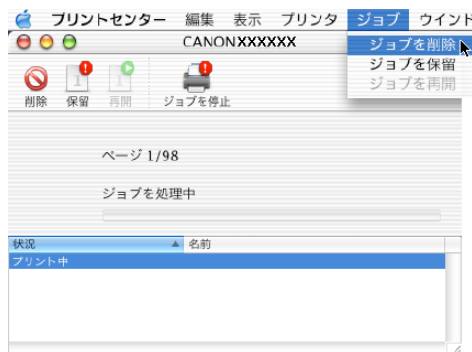 プリントセンター 編集 表示 プリンタ ジョブ ウインド
CANONXXXXXX
ジョブを削除
ジョブを保留
ジョブを再開
削除 保留 再開 ジョブを停止
ページ 1/98
ジョブを処理中
状況 名前
プリント中